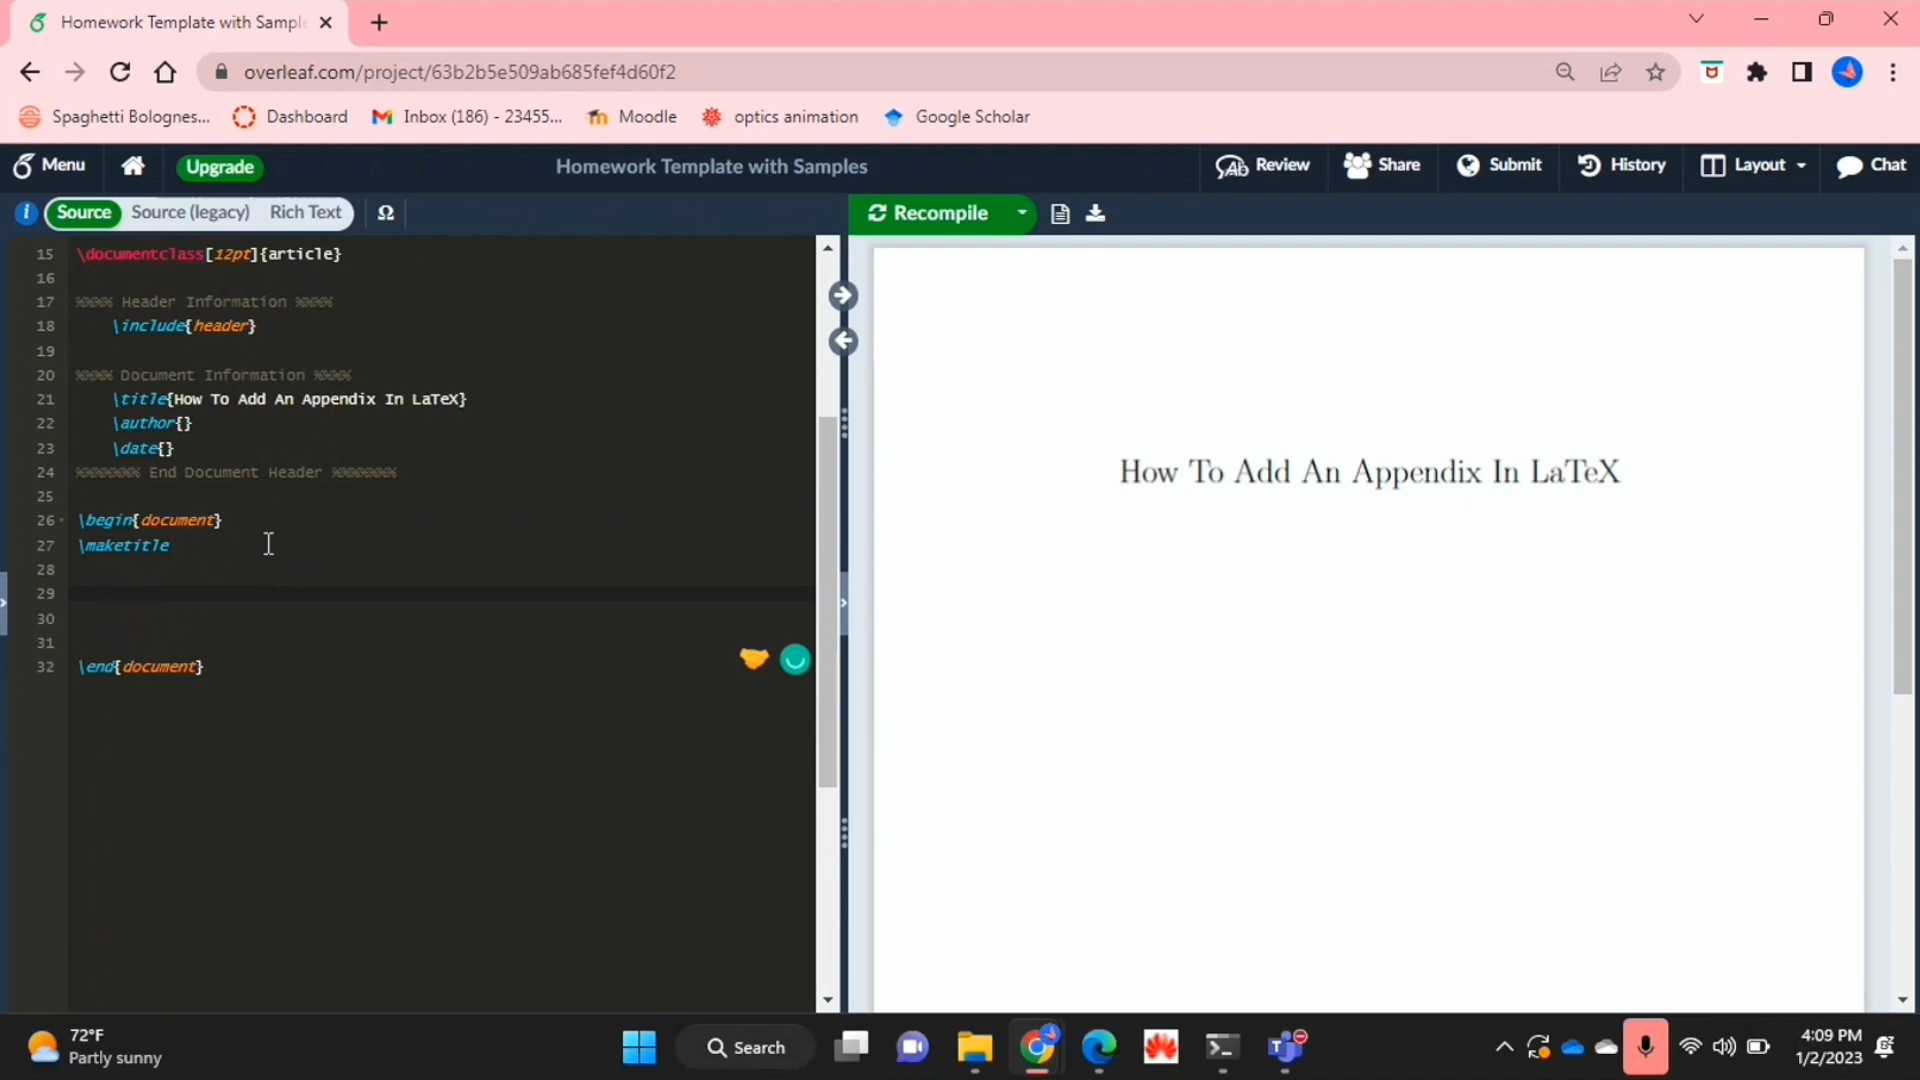 Homework Template with Sample
overleaf.com/project/63b2b5e509ab685fef4d60f2
Spaghetti Bolognes... Dashboard Inbox (186) - 23455... Moodle optics animation Google Scholar
Menu Upgrade Homework Template with Samples Review Share Submit History Layout Chat
i Source Source (legacy) Rich Text Ω Recompile
15 \documentclass[12pt]{article}
16
17 %%%% Header Information %%%%
18 \include{header}
19
20 %%%% Document Information %%%%
21 \title{How To Add An Appendix In LaTeX}
22 \author{}
23 \date{}
24 %%%%%%% End Document Header %%%%%%%
25
26 \begin{document}
27 \maketitle
28
29
30
31
32 \end{document}
How To Add An Appendix In LaTeX
72°F
Partly sunny
Search
4:09 PM
1/2/2023